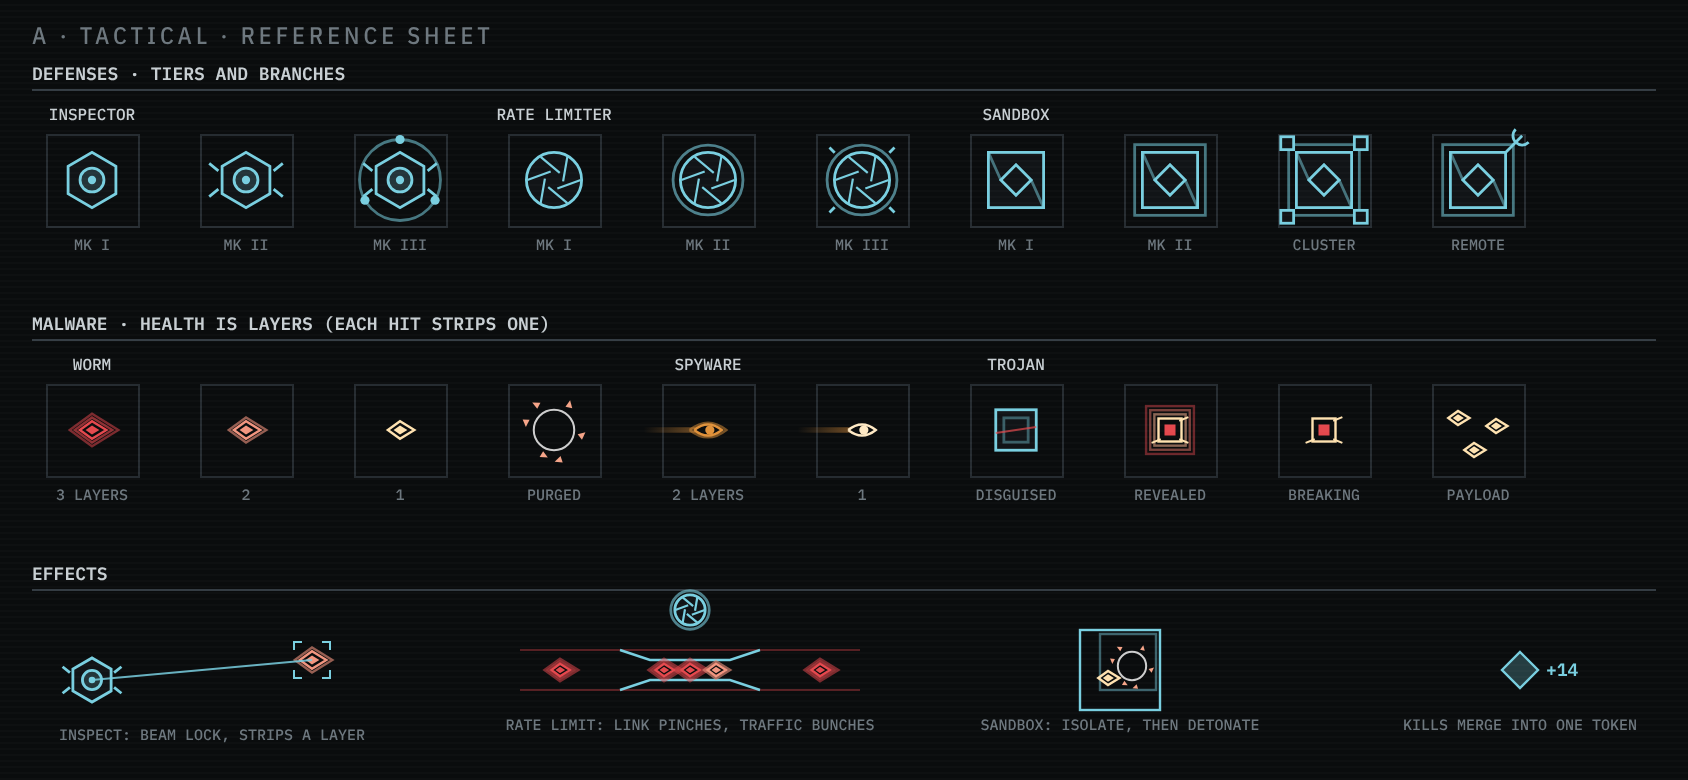 A · TACTICAL · REFERENCE SHEET
DEFENSES · TIERS AND BRANCHES
INSPECTOR RATE LIMITER SANDBOX
MK I MK II MK III MK I MK II MK III MK I MK II CLUSTER REMOTE
MALWARE · HEALTH IS LAYERS (EACH HIT STRIPS ONE)
WORM SPYWARE TROJAN
3 LAYERS 2 1 PURGED 2 LAYERS 1 DISGUISED REVEALED BREAKING PAYLOAD
EFFECTS
+14
INSPECT: BEAM LOCK, STRIPS A LAYER
RATE LIMIT: LINK PINCHES, TRAFFIC BUNCHES
SANDBOX: ISOLATE, THEN DETONATE
KILLS MERGE INTO ONE TOKEN